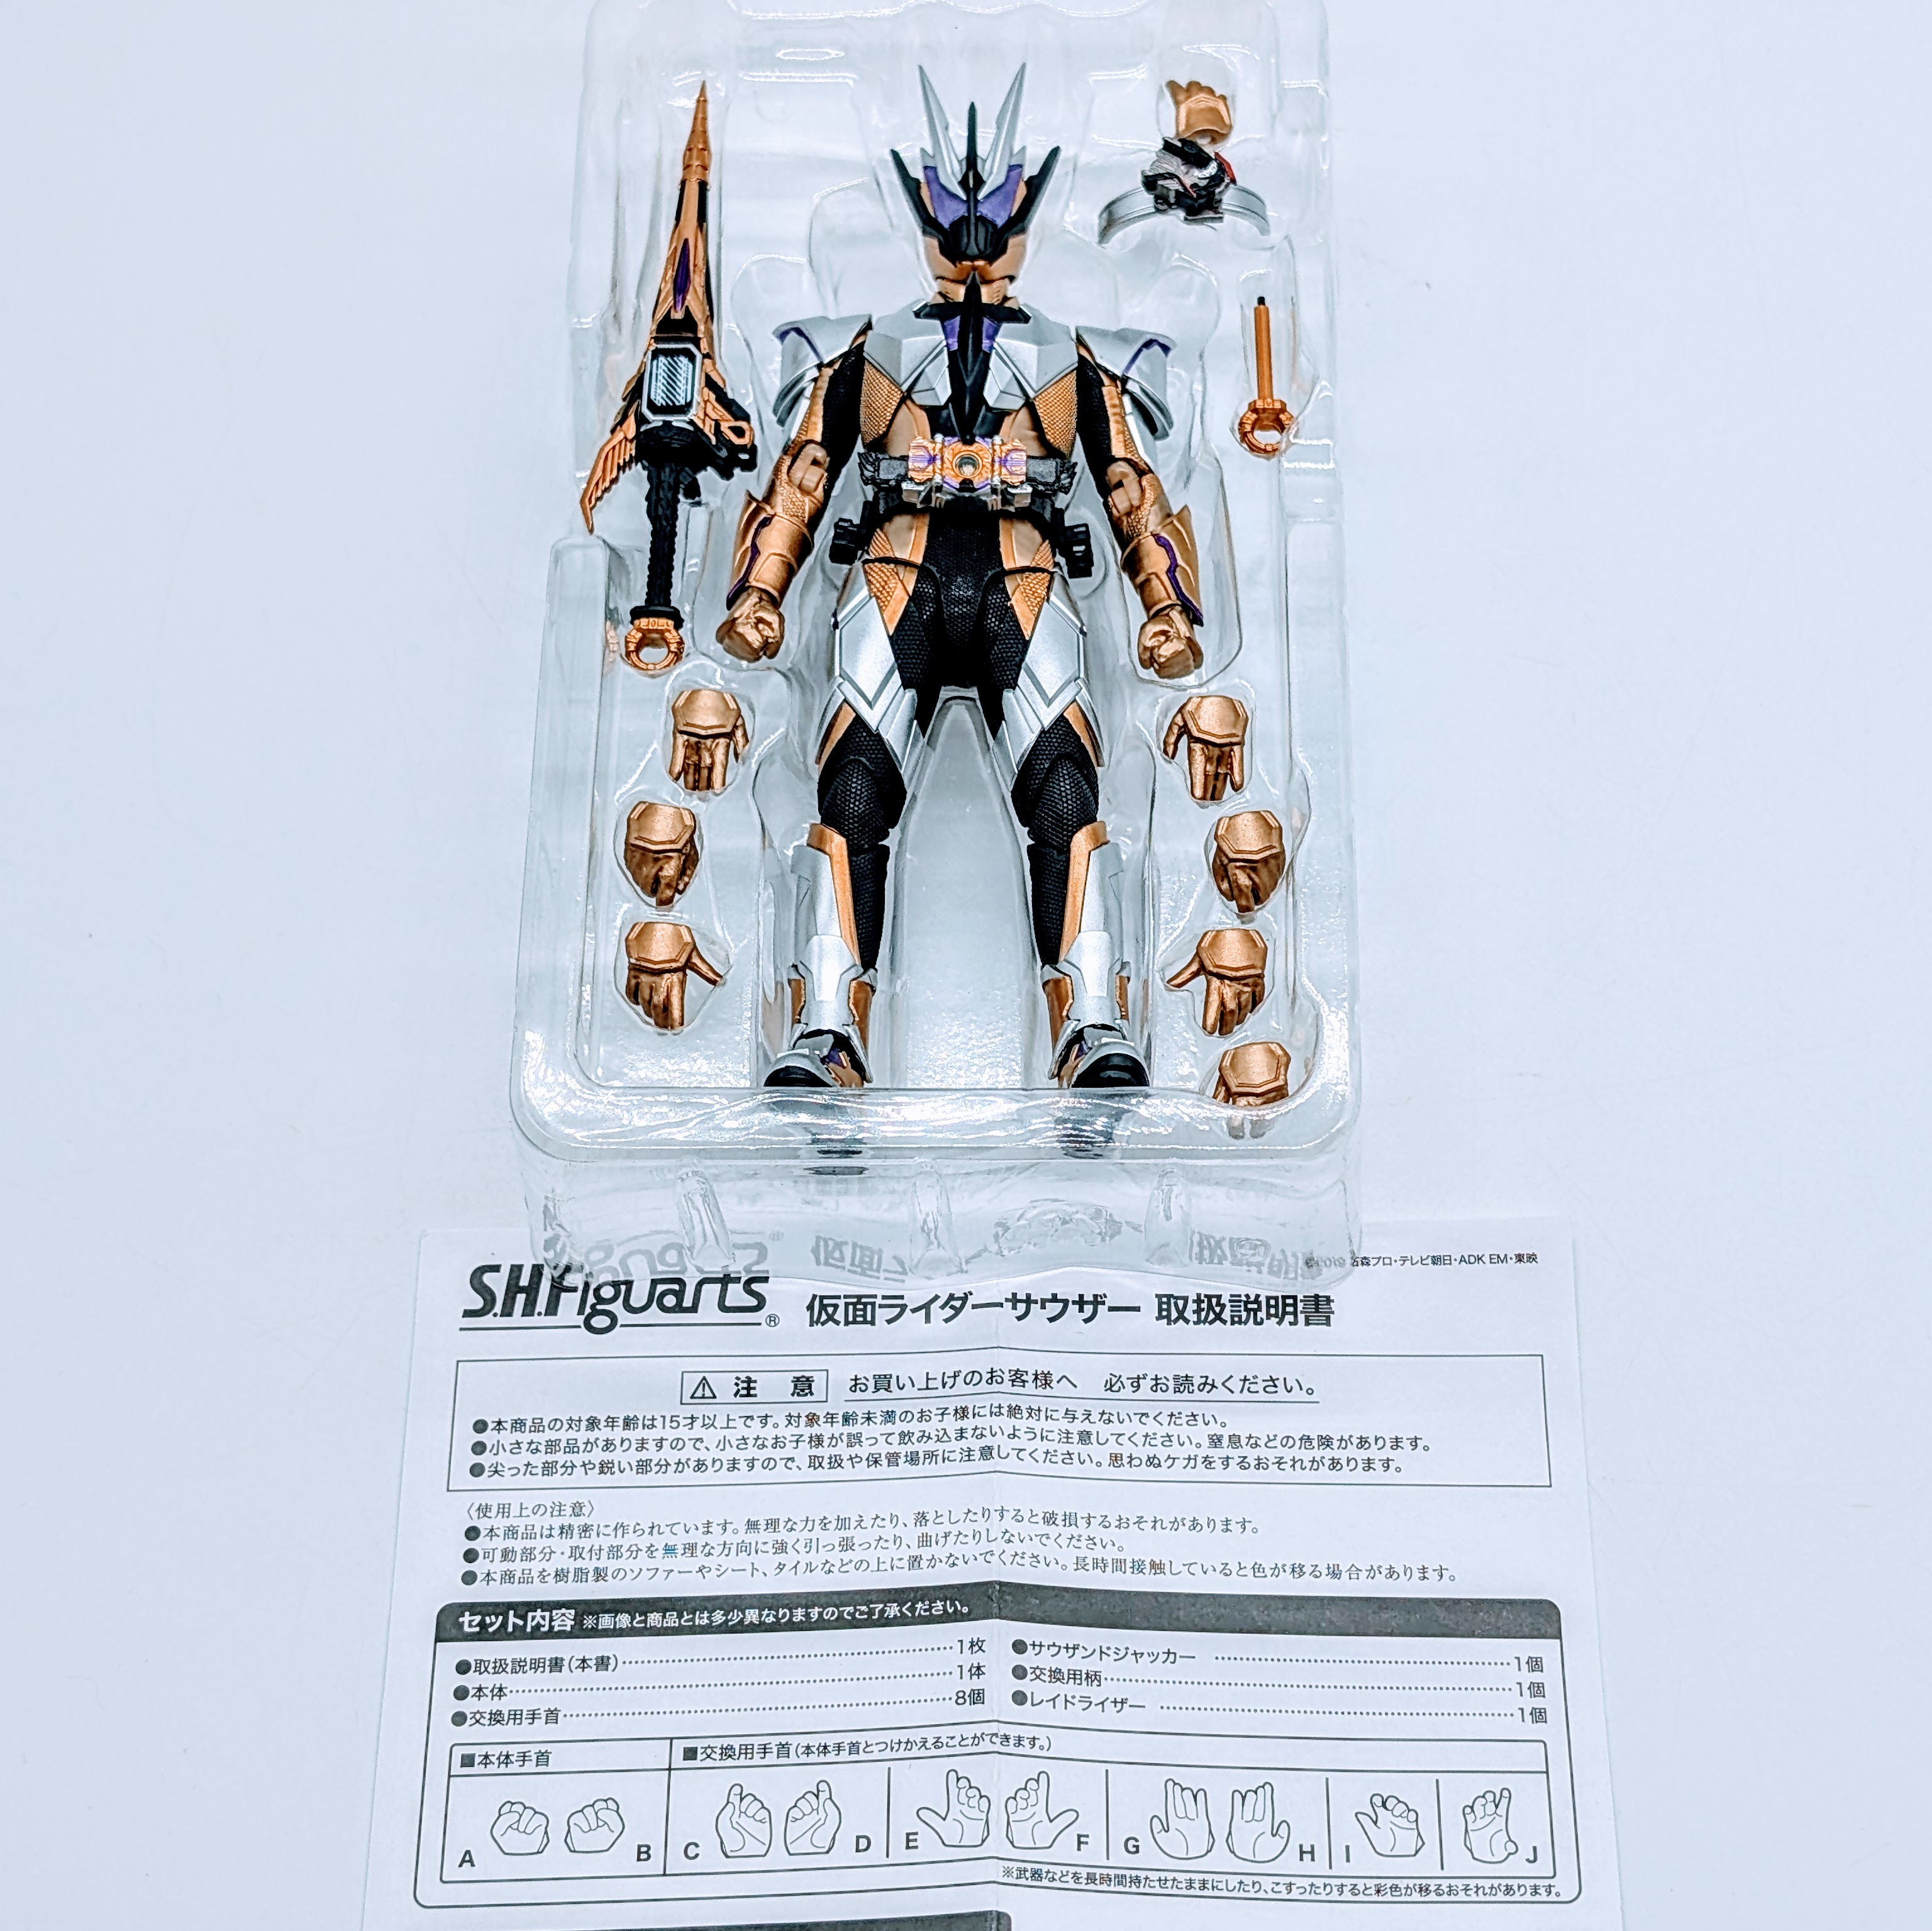 石森プロ・テレビ朝日・ADK EM・東映
S.H.Figuarts® 仮面ライダーサウザー 取扱説明書
⚠注 意 お買い上げのお客様へ 必ずお読みください。
●本商品の対象年齢は15才以上です。対象年齢未満のお子様には絶対に与えないでください。
●小さな部品がありますので、小さなお子様が誤って飲み込まないように注意してください。窒息などの危険があります。
●尖った部分や鋭い部分がありますので、取扱や保管場所に注意してください。思わぬケガをするおそれがあります。
〈使用上の注意〉
●本商品は精密に作られています。無理な力を加えたり、落としたりすると破損するおそれがあります。
●可動部分・取付部分を無理な方向に強く引っ張ったり、曲げたりしないでください。
●本商品を樹脂製のソファーやシート、タイルなどの上に置かないでください。長時間接触していると色が移る場合があります。
セット内容 ※画像と商品とは多少異なりますのでご了承ください。
●取扱説明書(本書)……1枚
●本体……1体
●交換用手首……8個
●サウザンドジャッカー……1個
●交換用柄……1個
●レイドライザー……1個
■本体手首
■交換用手首(本体手首とつけかえることができます。)
A B C D E F G H I J
※武器などを長時間持たせたままにしたり、こすったりすると彩色が移るおそれがあります。